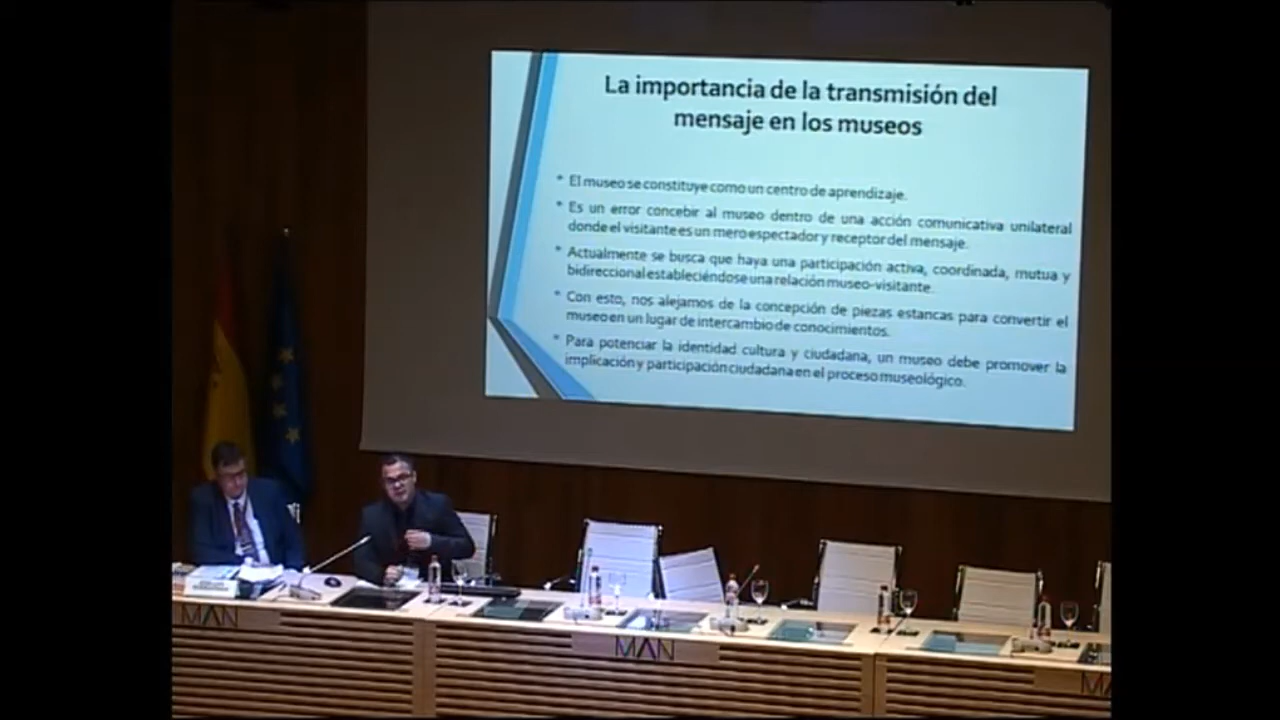 La importancia de la transmisión del
mensaje en los museos
* El museo se constituye como un centro de aprendizaje.
* Es un error concebir al museo dentro de una acción comunicativa unilateral
donde el visitante es un mero espectador y receptor del mensaje.
* Actualmente se busca que haya una participación activa, coordinada, mutua y
bidireccional estableciéndose una relación museo-visitante.
* Con esto, nos alejamos de la concepción de piezas estancas para convertir el
museo en un lugar de intercambio de conocimientos.
* Para potenciar la identidad cultura y ciudadana, un museo debe promover la
implicación y participación ciudadana en el proceso museológico.
MAN
MAN
MA